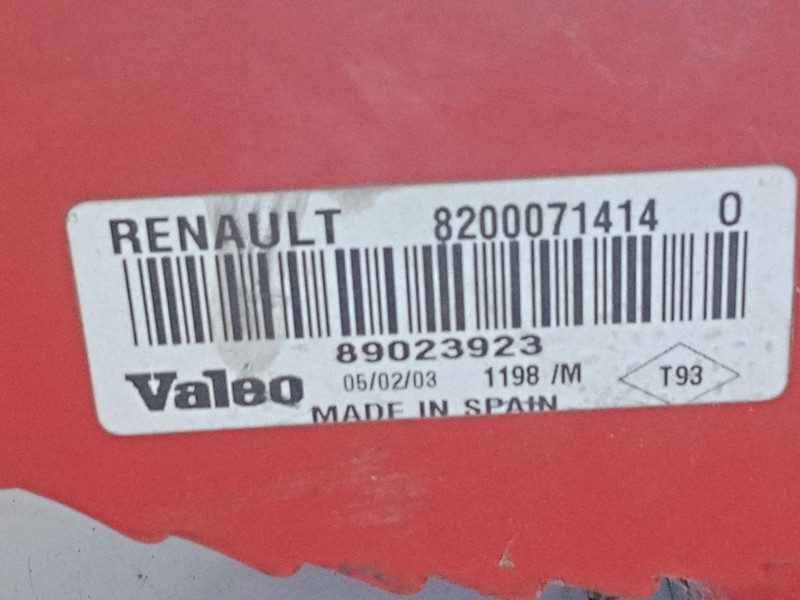 RENAULT 8200071414 0
89023923
Valeo 05/02/03 1198 /M T93
MADE IN SPAIN